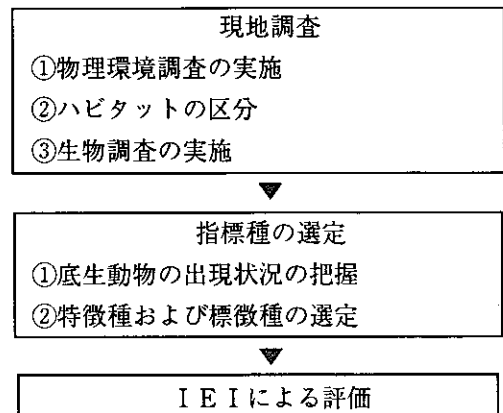 現地調査
①物理環境調査の実施
②ハビタットの区分
③生物調査の実施
▼
指標種の選定
①底生動物の出現状況の把握
②特徴種および標徴種の選定
▼
ＩＥＩによる評価